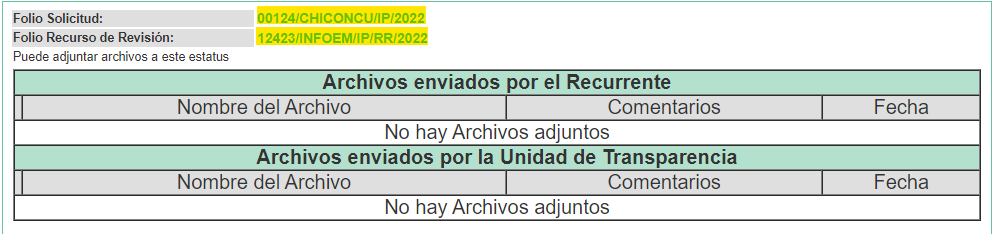 Folio Solicitud: 00124/CHICONCU/IP/2022
Folio Recurso de Revisión: 12423/INFOEM/IP/RR/2022
Puede adjuntar archivos a este estatus
Archivos enviados por el Recurrente
Nombre del Archivo Comentarios Fecha
No hay Archivos adjuntos
Archivos enviados por la Unidad de Transparencia
Nombre del Archivo Comentarios Fecha
No hay Archivos adjuntos